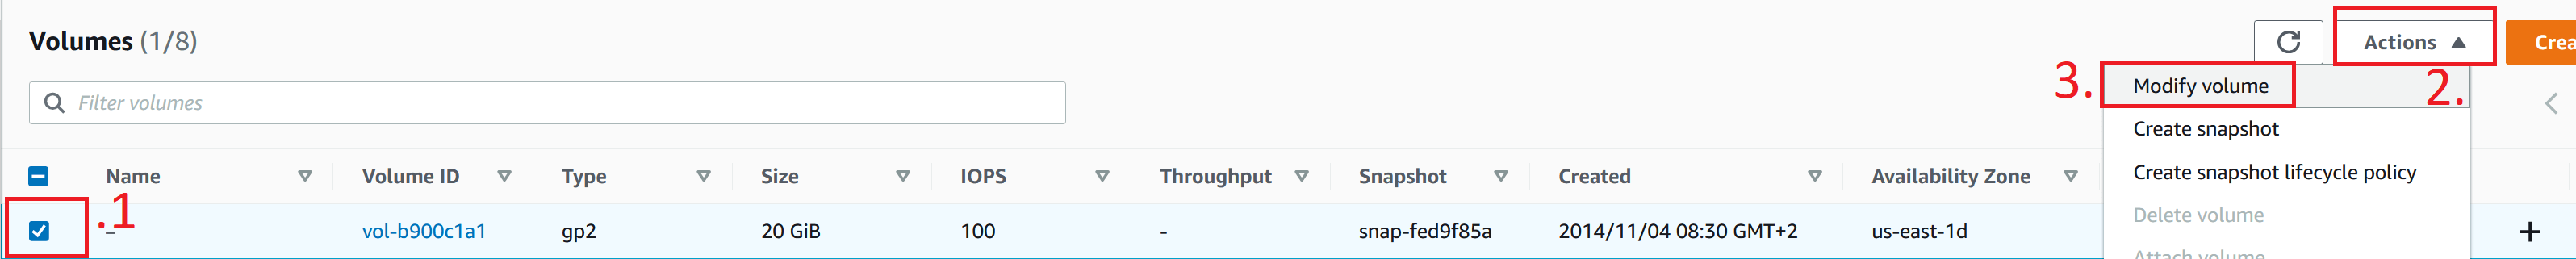 Volumes (1/8)
Actions
Crea
Filter volumes
3.
Modify volume
2.
Create snapshot
Create snapshot lifecycle policy
Delete volume
Attach volume
Name
Volume ID
Type
Size
IOPS
Throughput
Snapshot
Created
Availability Zone
.1
–
vol-b900c1a1
gp2
20 GiB
100
-
snap-fed9f85a
2014/11/04 08:30 GMT+2
us-east-1d